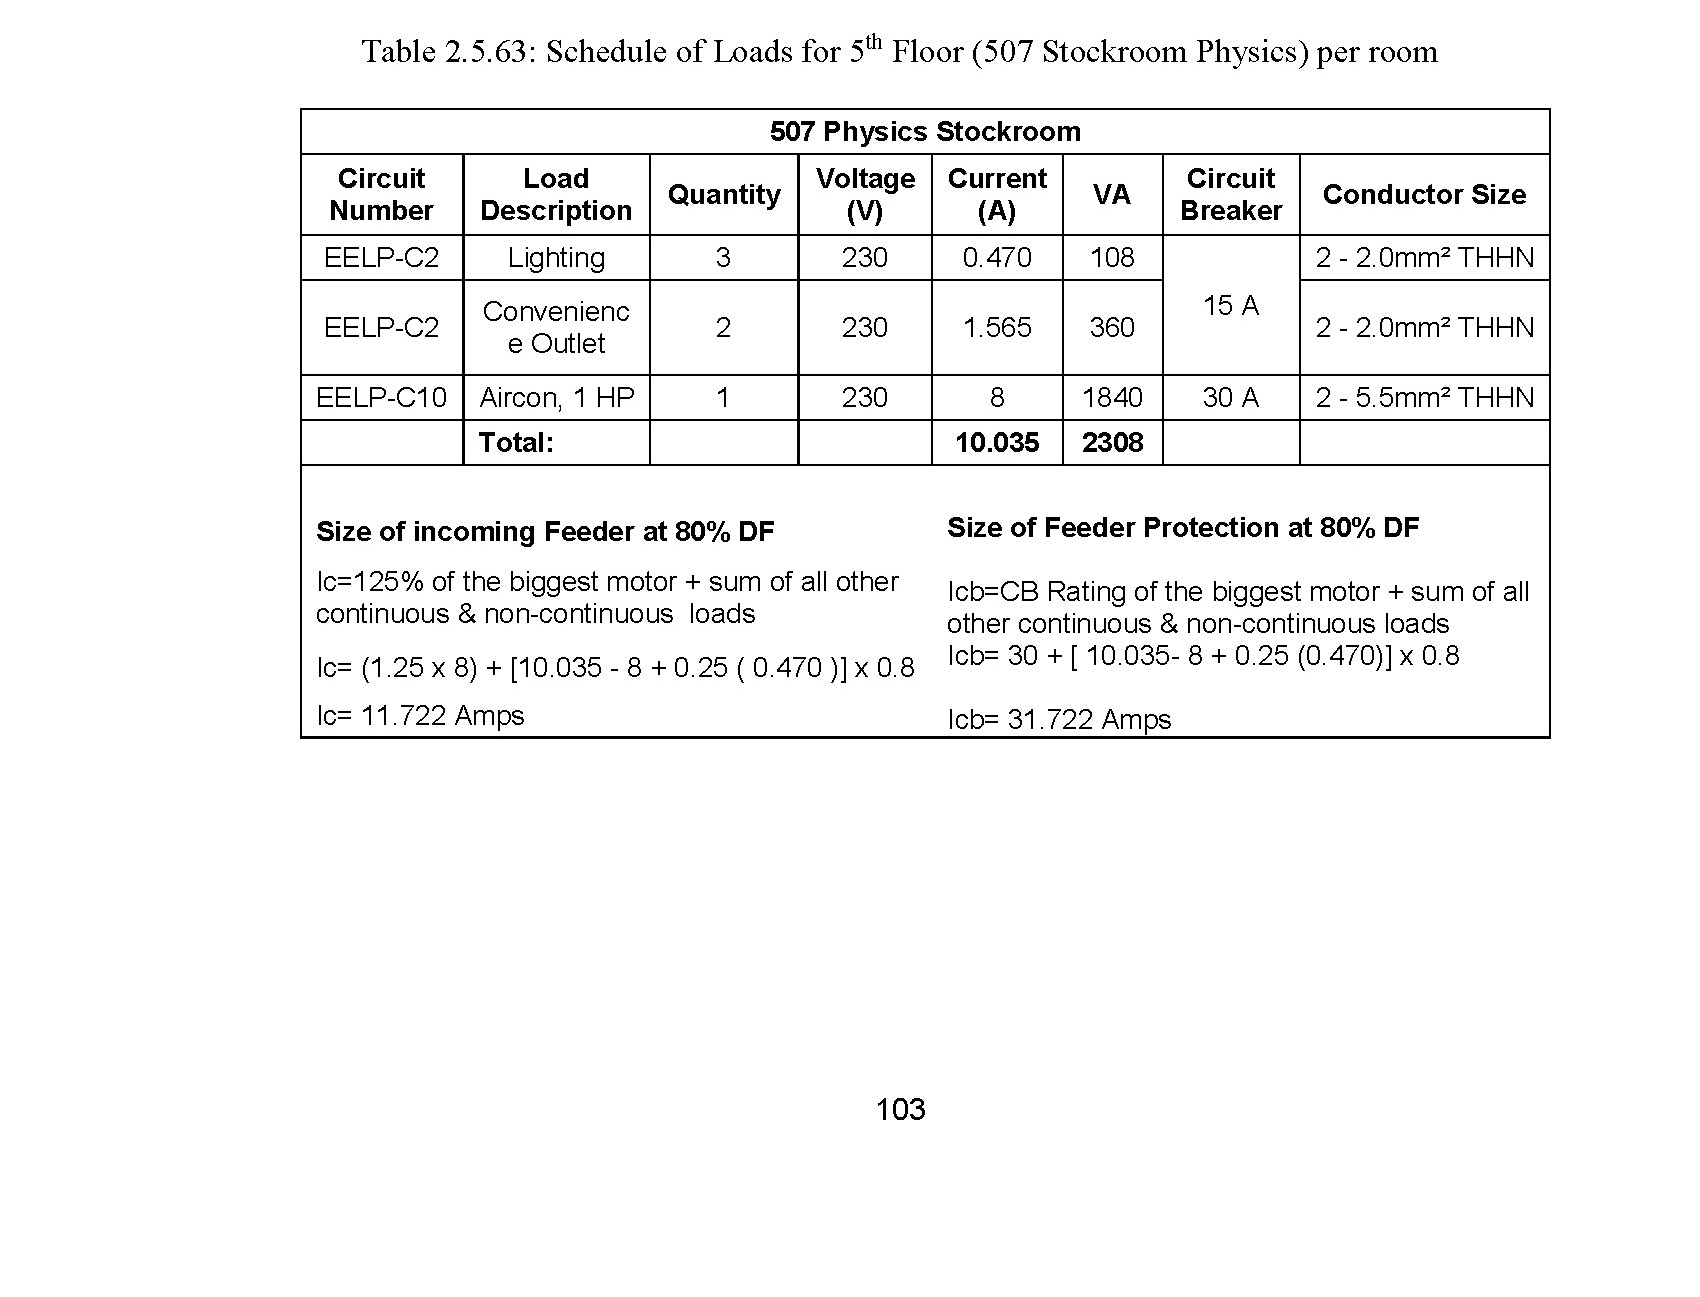 Table 2.5.63: Schedule of Loads for 5th Floor (507 Stockroom Physics) per room
507 Physics Stockroom
Circuit Number Load Description Quantity Voltage (V) Current (A) VA Circuit Breaker Conductor Size
EELP-C2 Lighting 3 230 0.470 108 15 A 2 - 2.0mm² THHN
EELP-C2 Convenienc e Outlet 2 230 1.565 360 2 - 2.0mm² THHN
EELP-C10 Aircon, 1 HP 1 230 8 1840 30 A 2 - 5.5mm² THHN
Total: 10.035 2308
Size of incoming Feeder at 80% DF
Ic=125% of the biggest motor + sum of all other
continuous & non-continuous loads
Ic= (1.25 x 8) + [10.035 - 8 + 0.25 ( 0.470 )] x 0.8
Ic= 11.722 Amps
Size of Feeder Protection at 80% DF
Icb=CB Rating of the biggest motor + sum of all
other continuous & non-continuous loads
Icb= 30 + [ 10.035- 8 + 0.25 (0.470)] x 0.8
Icb= 31.722 Amps
103